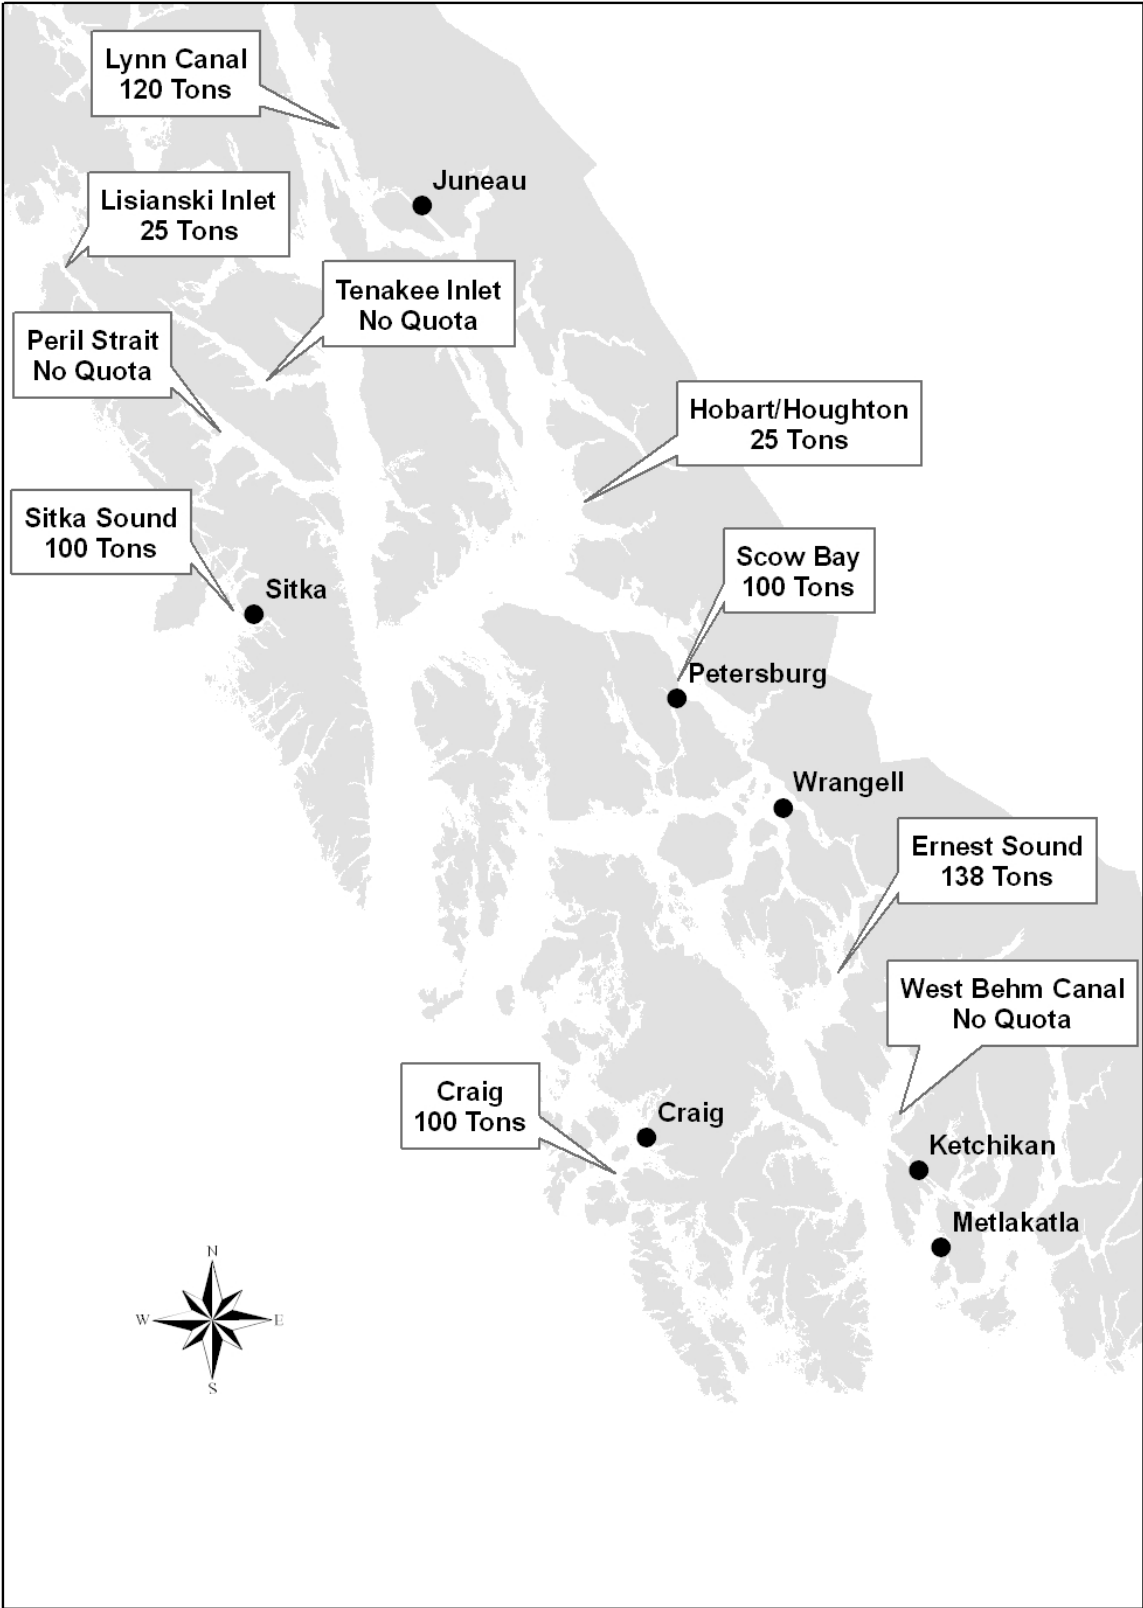 Lynn Canal
120 Tons
Juneau
Lisianski Inlet
25 Tons
Tenakee Inlet
No Quota
Peril Strait
No Quota
Hobart/Houghton
25 Tons
Sitka Sound
100 Tons
Scow Bay
100 Tons
Sitka
Petersburg
Wrangell
Ernest Sound
138 Tons
West Behm Canal
No Quota
Craig
100 Tons
Craig
Ketchikan
Metlakatla
N
W
E
S